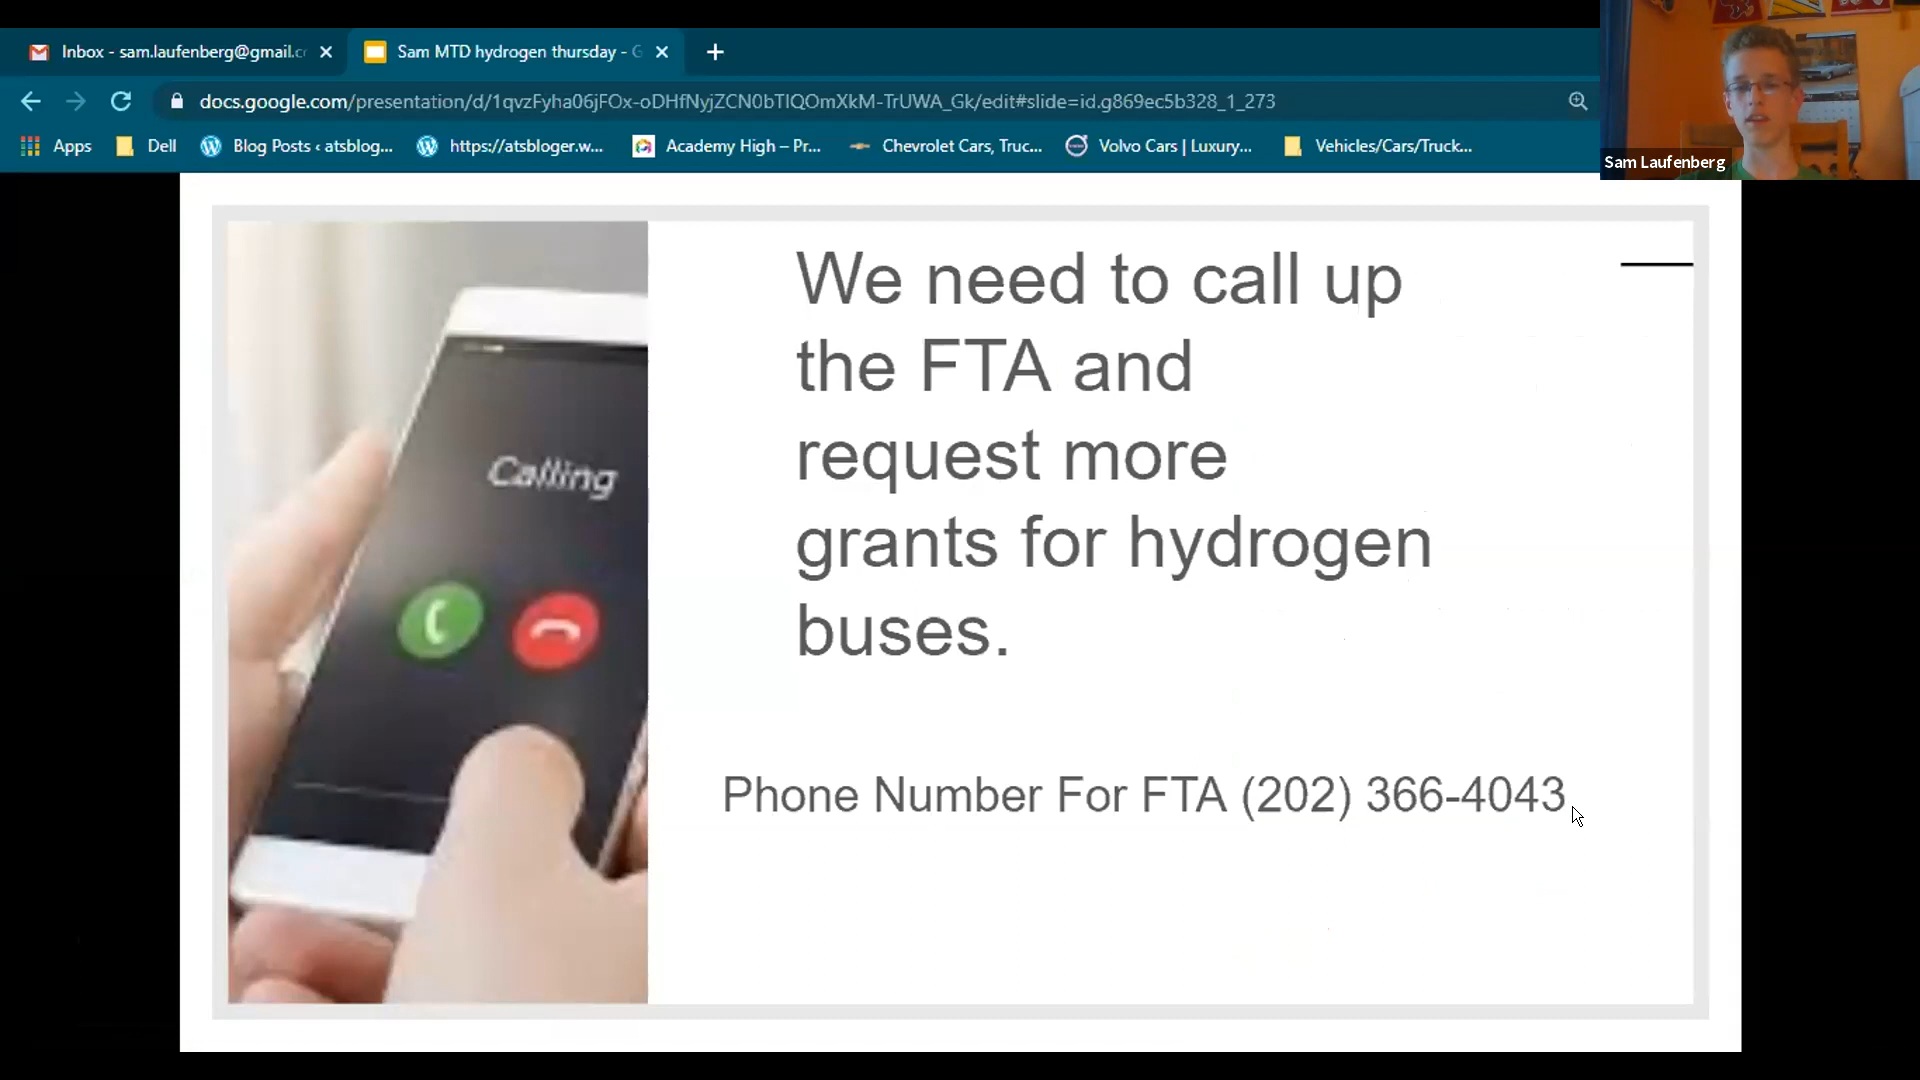 Inbox - sam.laufenberg@gmail.c
Sam MTD hydrogen thursday - G
docs.google.com/presentation/d/1qvzFyha06jFOx-oDHfNyjZCN0bTIQOmXkM-TrUWA_Gk/edit#slide=id.g869ec5b328_1_273
Apps
Dell
Blog Posts ‹ atsblog...
https://atsbloger.w...
Academy High – Pr...
Chevrolet Cars, Truc...
Volvo Cars | Luxury...
Vehicles/Cars/Truck...
Sam Laufenberg
Calling
We need to call up
the FTA and
request more
grants for hydrogen
buses.
Phone Number For FTA (202) 366-4043